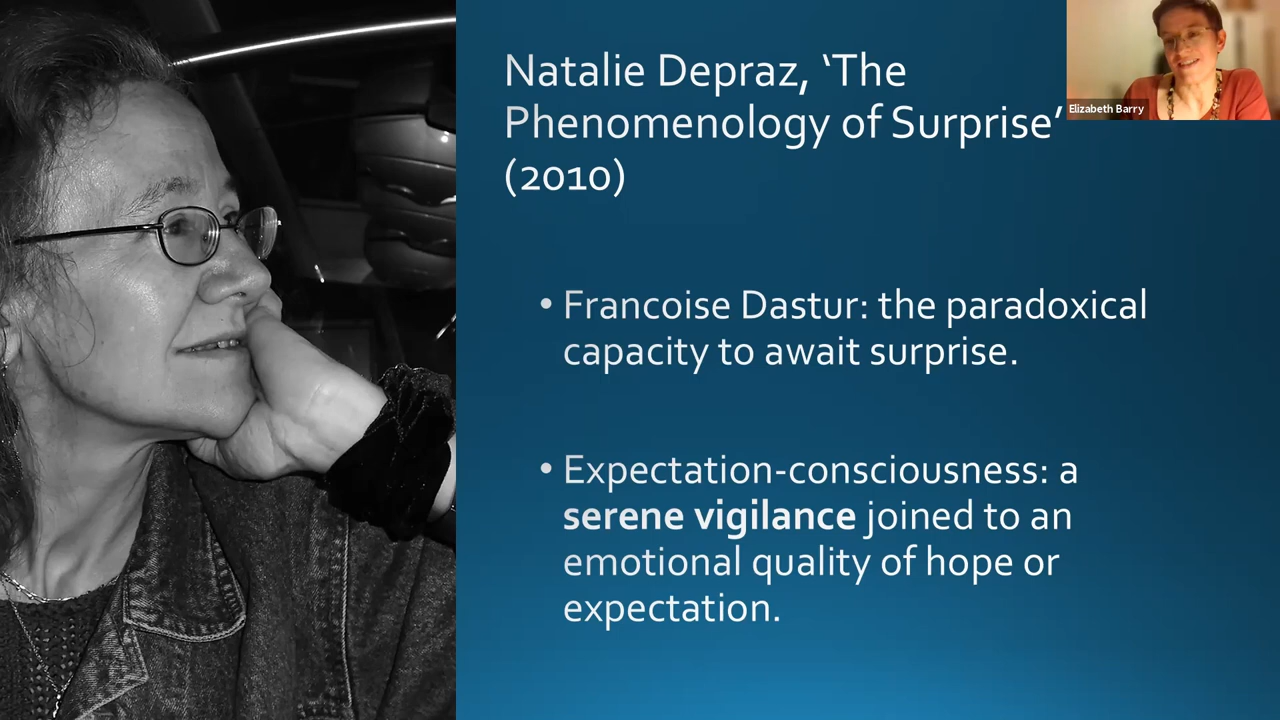 Natalie Depraz, ‘The
Phenomenology of Surprise’
(2010)
Elizabeth Barry
• Francoise Dastur: the paradoxical
capacity to await surprise.
• Expectation-consciousness: a
serene vigilance joined to an
emotional quality of hope or
expectation.